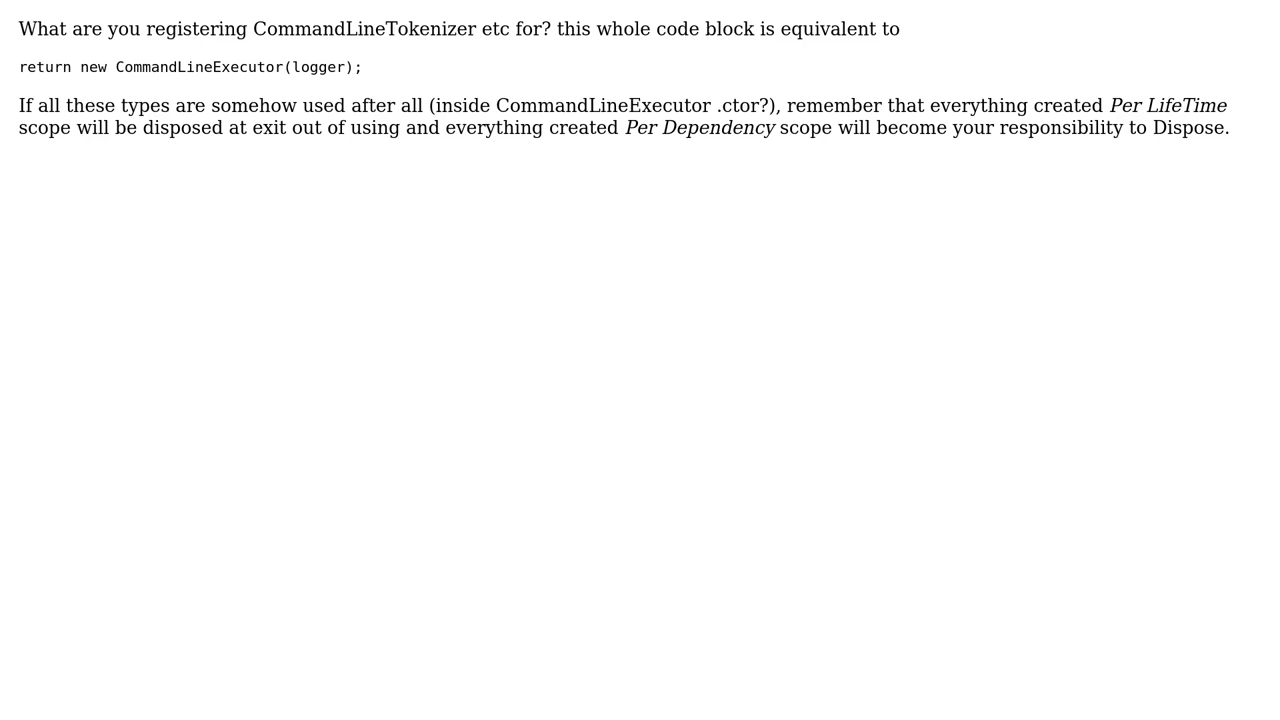 What are you registering CommandLineTokenizer etc for? this whole code block is equivalent to
return new CommandLineExecutor(logger);
If all these types are somehow used after all (inside CommandLineExecutor .ctor?), remember that everything created Per LifeTime
scope will be disposed at exit out of using and everything created Per Dependency scope will become your responsibility to Dispose.